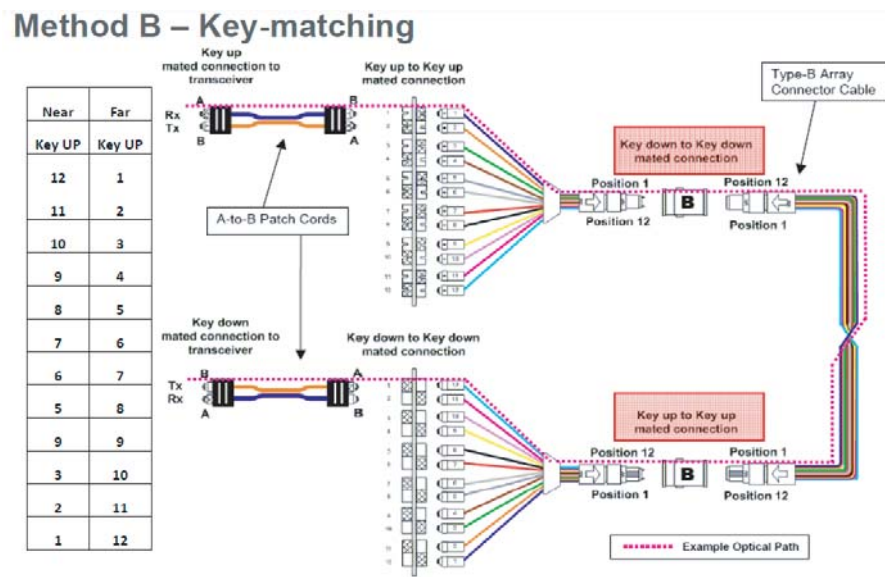 Method B – Key-matching
Key up
mated connection to
transceiver
Key up to Key up
mated connection
Type-B Array
Connector Cable
Near Far
Key UP Key UP
12 1
11 2
10 3
9 4
8 5
7 6
6 7
5 8
9 9
3 10
2 11
1 12
A
B
Rx
Tx
B
A
A-to-B Patch Cords
Key down to Key down
mated connection
Position 1
Position 12
B
Position 12
Position 1
Key down
mated connection to
transceiver
Key down to Key down
mated connection
B
A
Tx
Rx
A
B
Key up to Key up
mated connection
Position 12
Position 1
B
Position 1
Position 12
Example Optical Path